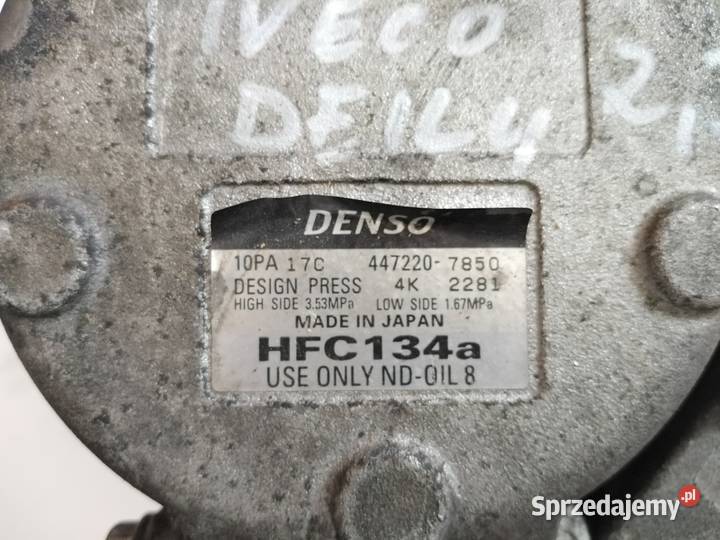 IVECO
DEILY 2,
DENSO
10PA 17C 447220-7850
DESIGN PRESS 4K 2281
HIGH SIDE 3.53MPa LOW SIDE 1.67MPa
MADE IN JAPAN
HFC134a
USE ONLY ND-OIL 8
Sprzedajemy.pl